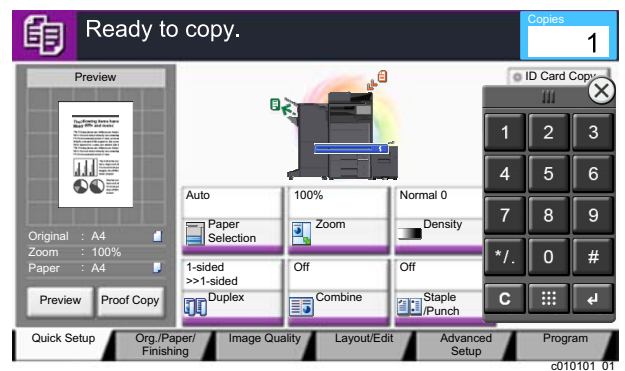 Ready to copy.
Copies
1
Preview
ID Card Copy
Original : A4
Zoom : 100%
Paper : A4
Preview
Proof Copy
Auto
Paper
Selection
100%
Zoom
Normal 0
Density
1-sided
>>1-sided
Duplex
Off
Combine
Off
Staple
/Punch
1 2 3
4 5 6
7 8 9
*/. 0 #
C
Quick Setup
Org./Paper/
Finishing
Image Quality
Layout/Edit
Advanced
Setup
Program
c010101_01